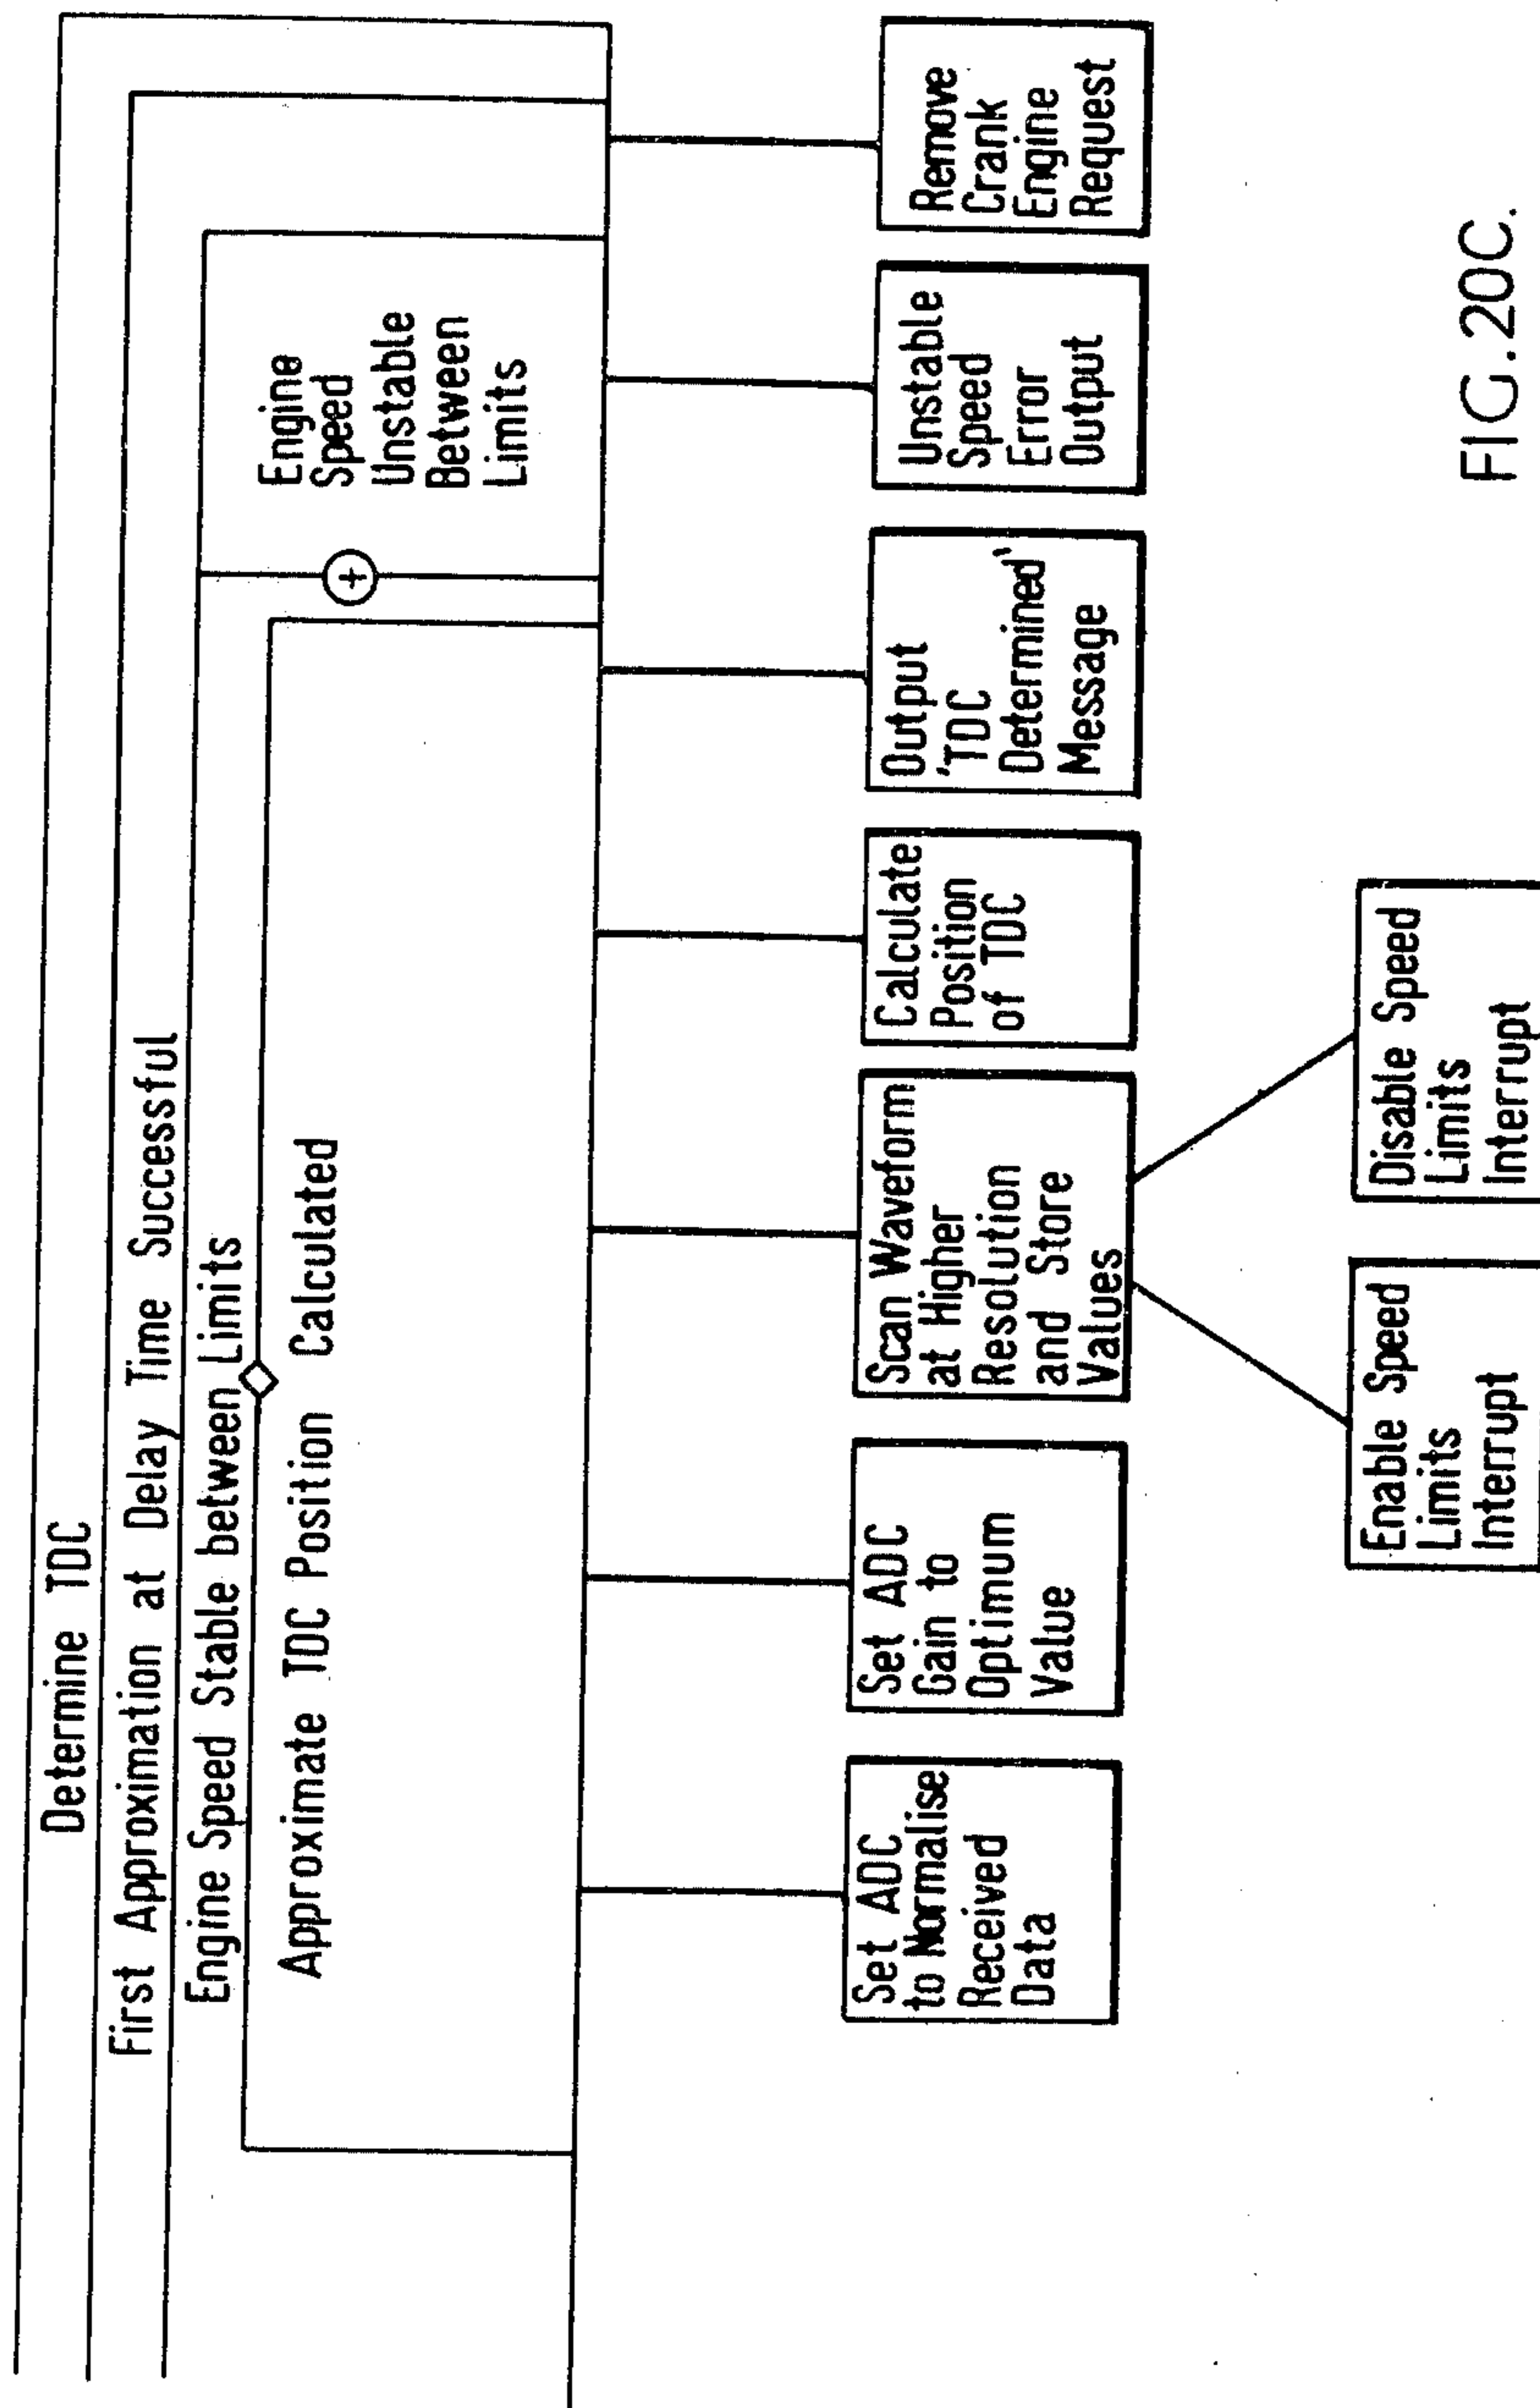 Determine TDC
First Approximation at Delay Time Successful
Engine Speed Stable between Limits
Approximate TDC Position Calculated
Engine
Speed
Unstable
Between
Limits
+
Set ADC
to Normalise
Received
Data
Set ADC
Gain to
Optimum
Value
Scan Waveform
at Higher
Resolution
and Store
Values
Calculate
Position
of TDC
Output
'TDC
Determined'
Message
Unstable
Speed
Error
Output
Remove
Crank
Engine
Request
Enable Speed
Limits
Interrupt
Disable Speed
Limits
Interrupt
FIG.20C.